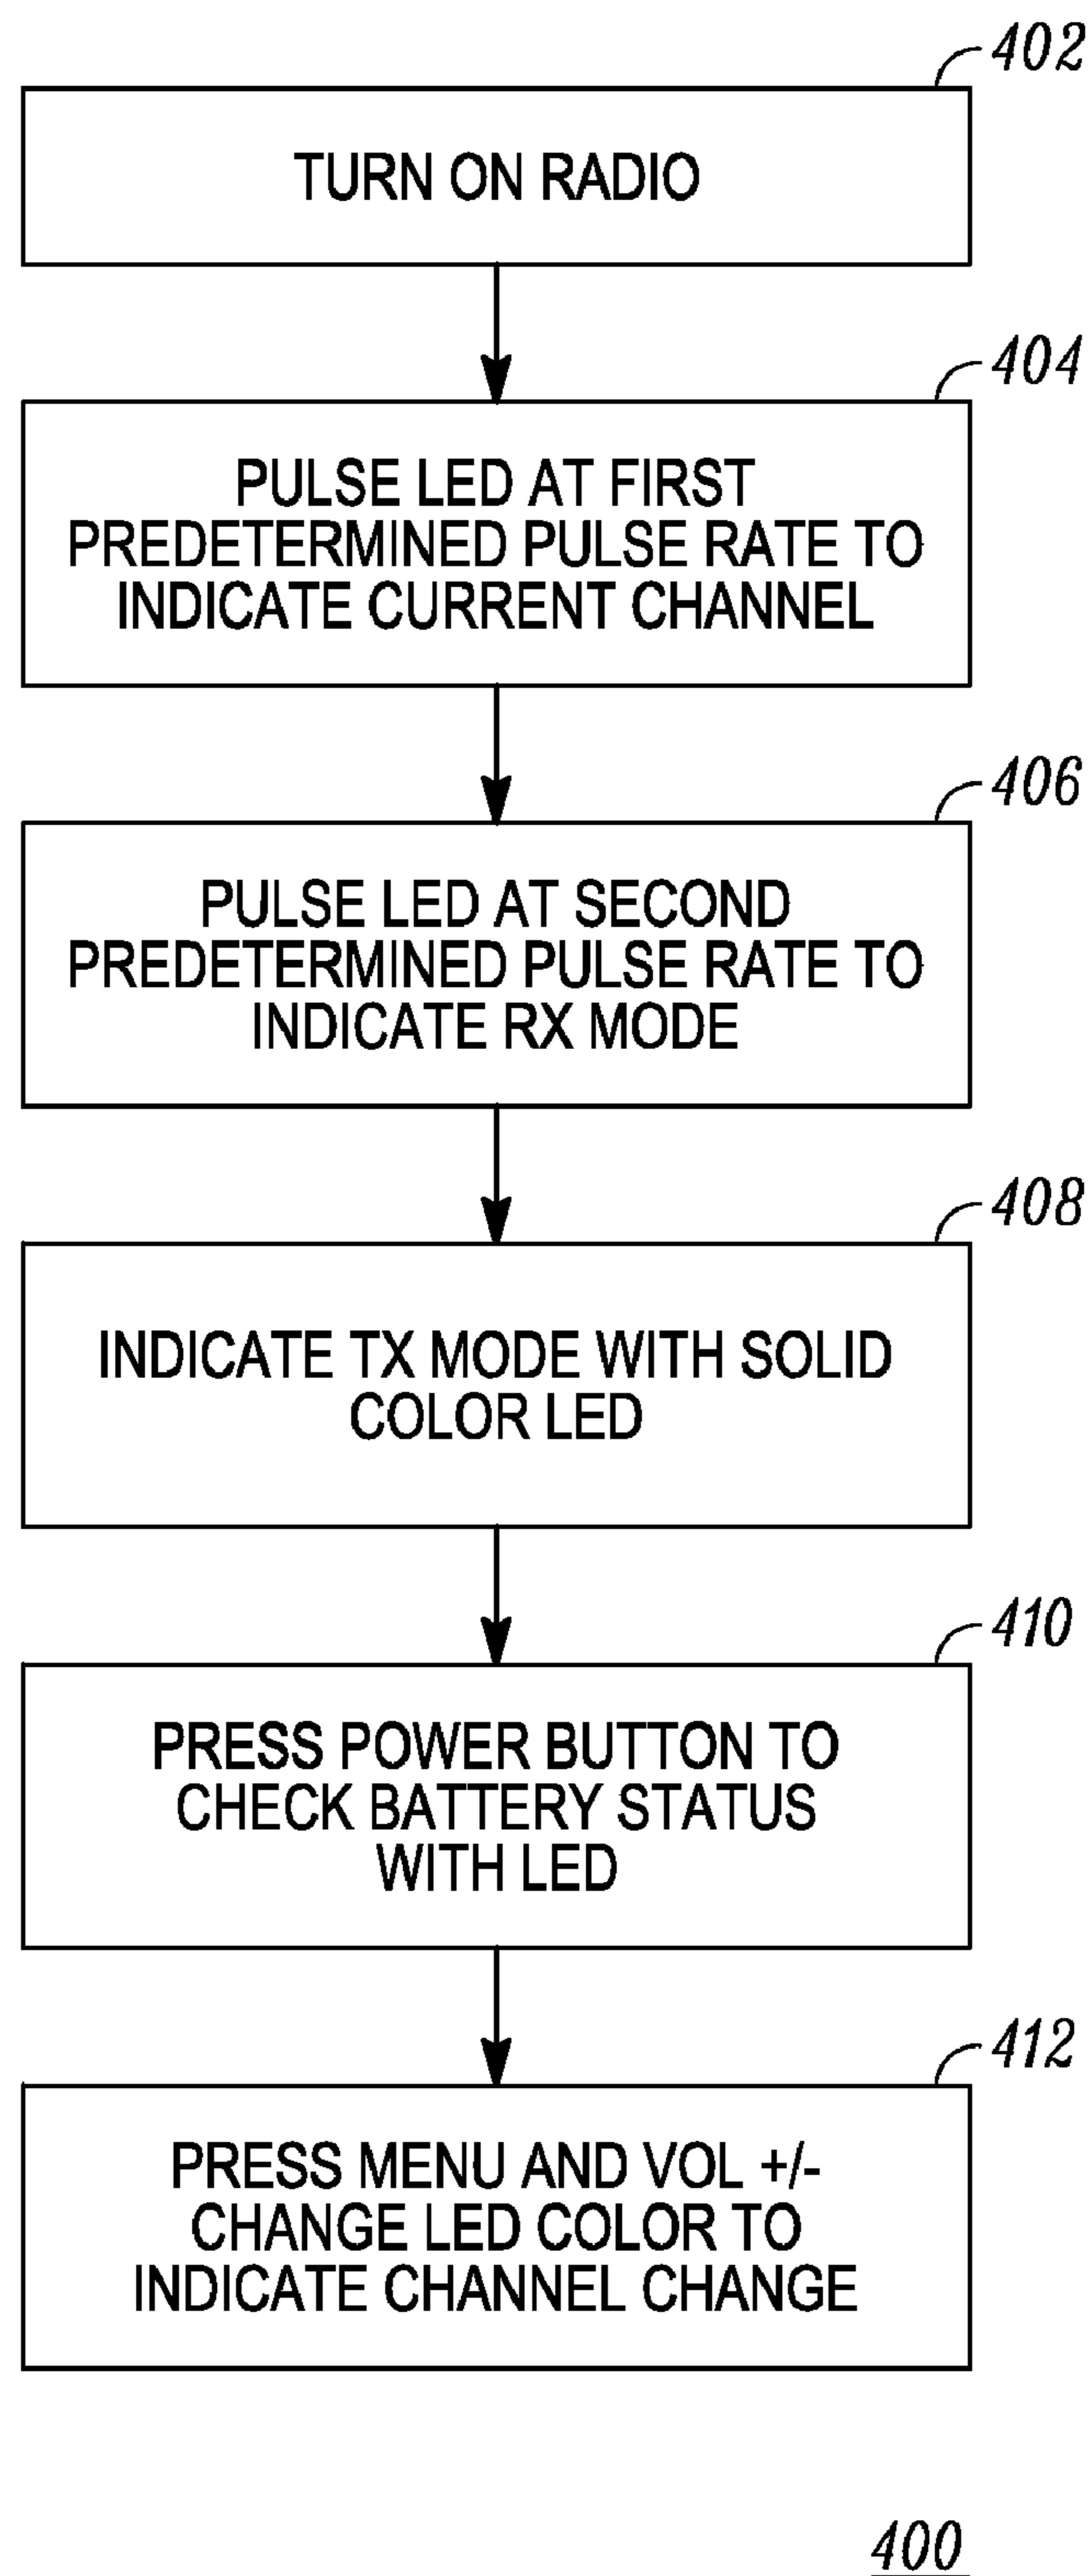 402
TURN ON RADIO
404
PULSE LED AT FIRST
PREDETERMINED PULSE RATE TO
INDICATE CURRENT CHANNEL
406
PULSE LED AT SECOND
PREDETERMINED PULSE RATE TO
INDICATE RX MODE
408
INDICATE TX MODE WITH SOLID
COLOR LED
410
PRESS POWER BUTTON TO
CHECK BATTERY STATUS
WITH LED
412
PRESS MENU AND VOL +/-
CHANGE LED COLOR TO
INDICATE CHANNEL CHANGE
400